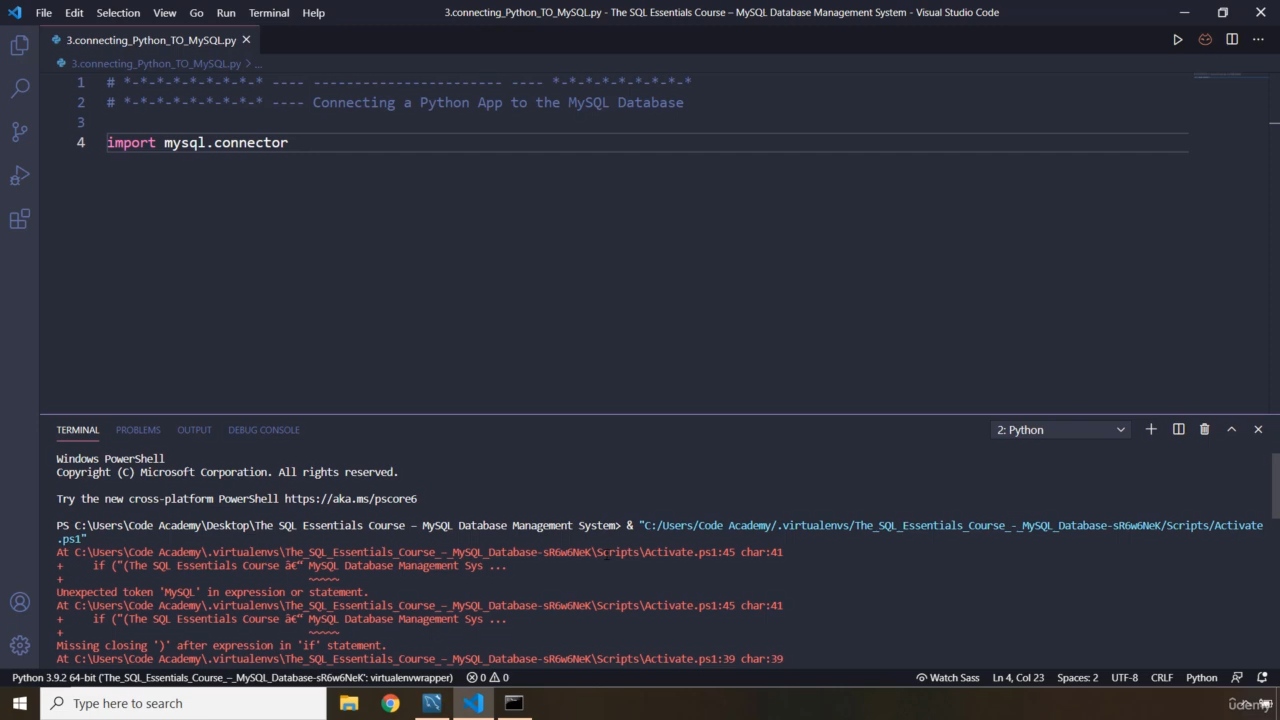 File Edit Selection View Go Run Terminal Help
3.connecting_Python_TO_MySQL.py - The SQL Essentials Course – MySQL Database Management System - Visual Studio Code
3.connecting_Python_TO_MySQL.py
3.connecting_Python_TO_MySQL.py > ...
1 # *-*-*-*-*-*-*-* ---- ----------------------- ---- *-*-*-*-*-*-*-*
2 # *-*-*-*-*-*-*-* ---- Connecting a Python App to the MySQL Database
3
4 import mysql.connector
TERMINAL PROBLEMS OUTPUT DEBUG CONSOLE
2: Python
Windows PowerShell
Copyright (C) Microsoft Corporation. All rights reserved.
Try the new cross-platform PowerShell https://aka.ms/pscore6
PS C:\Users\Code Academy\Desktop\The SQL Essentials Course – MySQL Database Management System> & "C:/Users/Code Academy/.virtualenvs/The_SQL_Essentials_Course_-_MySQL_Database-sR6w6NeK/Scripts/Activate
.ps1"
At C:\Users\Code Academy\.virtualenvs\The_SQL_Essentials_Course_–_MySQL_Database-sR6w6NeK\Scripts\Activate.ps1:45 char:41
+ if ("(The SQL Essentials Course â€“ MySQL Database Management Sys ...
+ ~~~~~
Unexpected token 'MySQL' in expression or statement.
At C:\Users\Code Academy\.virtualenvs\The_SQL_Essentials_Course_–_MySQL_Database-sR6w6NeK\Scripts\Activate.ps1:45 char:41
+ if ("(The SQL Essentials Course â€“ MySQL Database Management Sys ...
+ ~~~~~
Missing closing ')' after expression in 'if' statement.
At C:\Users\Code Academy\.virtualenvs\The_SQL_Essentials_Course_–_MySQL_Database-sR6w6NeK\Scripts\Activate.ps1:39 char:39
Python 3.9.2 64-bit ('The_SQL_Essentials_Course_–_MySQL_Database-sR6w6NeK': virtualenvwrapper) 0 0 Watch Sass Ln 4, Col 23 Spaces: 2 UTF-8 CRLF Python
Type here to search
Udemy